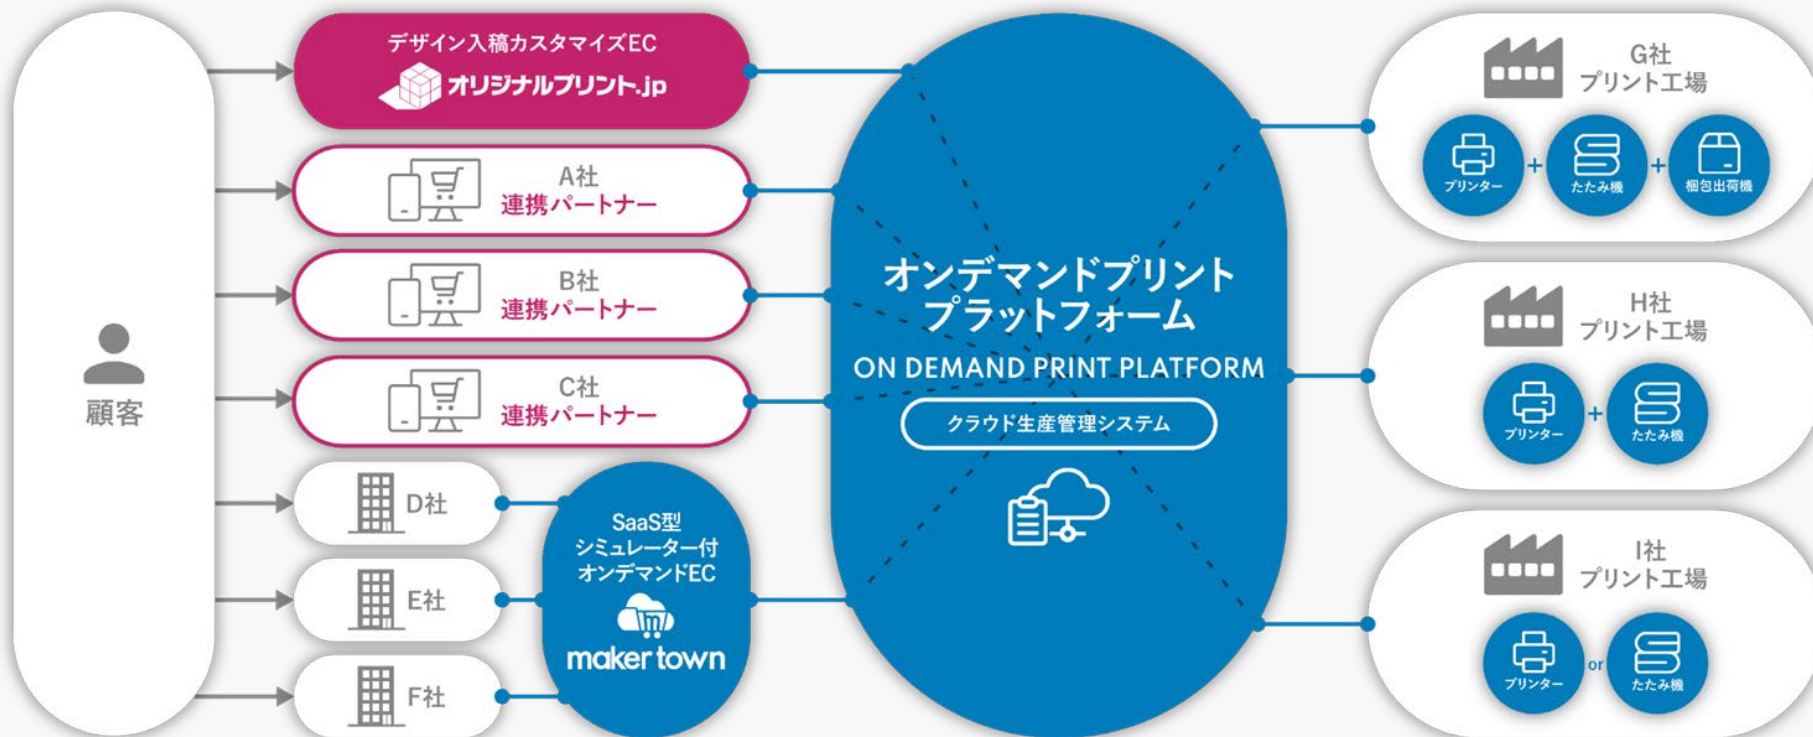 顧客
デザイン入稿カスタマイズEC
オリジナルプリント.jp
A社
連携パートナー
B社
連携パートナー
C社
連携パートナー
D社
E社
F社
SaaS型
シミュレーター付
オンデマンドEC
m
maker town
オンデマンドプリント
プラットフォーム
ON DEMAND PRINT PLATFORM
クラウド生産管理システム
G社
プリント工場
プリンター + たたみ機 + 梱包出荷機
H社
プリント工場
プリンター + たたみ機
I社
プリント工場
プリンター or たたみ機